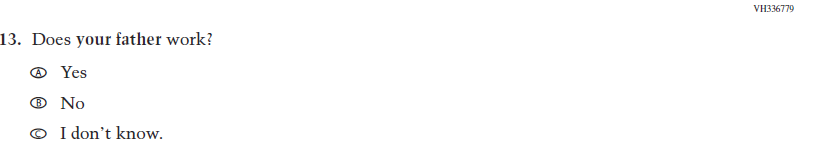 VH336779
13. Does your father work?
A Yes
B No
C I don't know.